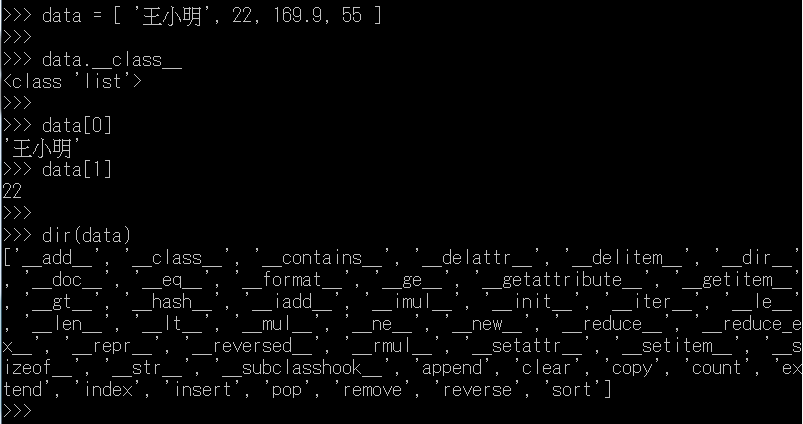 >>> data = [ '王小明', 22, 169.9, 55 ]
>>>
>>> data.__class__
<class 'list'>
>>>
>>> data[0]
'王小明'
>>> data[1]
22
>>>
>>> dir(data)
['__add__', '__class__', '__contains__', '__delattr__', '__delitem__', '__dir__'
, '__doc__', '__eq__', '__format__', '__ge__', '__getattribute__', '__getitem__'
, '__gt__', '__hash__', '__iadd__', '__imul__', '__init__', '__iter__', '__le__'
, '__len__', '__lt__', '__mul__', '__ne__', '__new__', '__reduce__', '__reduce_e
x__', '__repr__', '__reversed__', '__rmul__', '__setattr__', '__setitem__', '__s
izeof__', '__str__', '__subclasshook__', 'append', 'clear', 'copy', 'count', 'ex
tend', 'index', 'insert', 'pop', 'remove', 'reverse', 'sort']
>>>